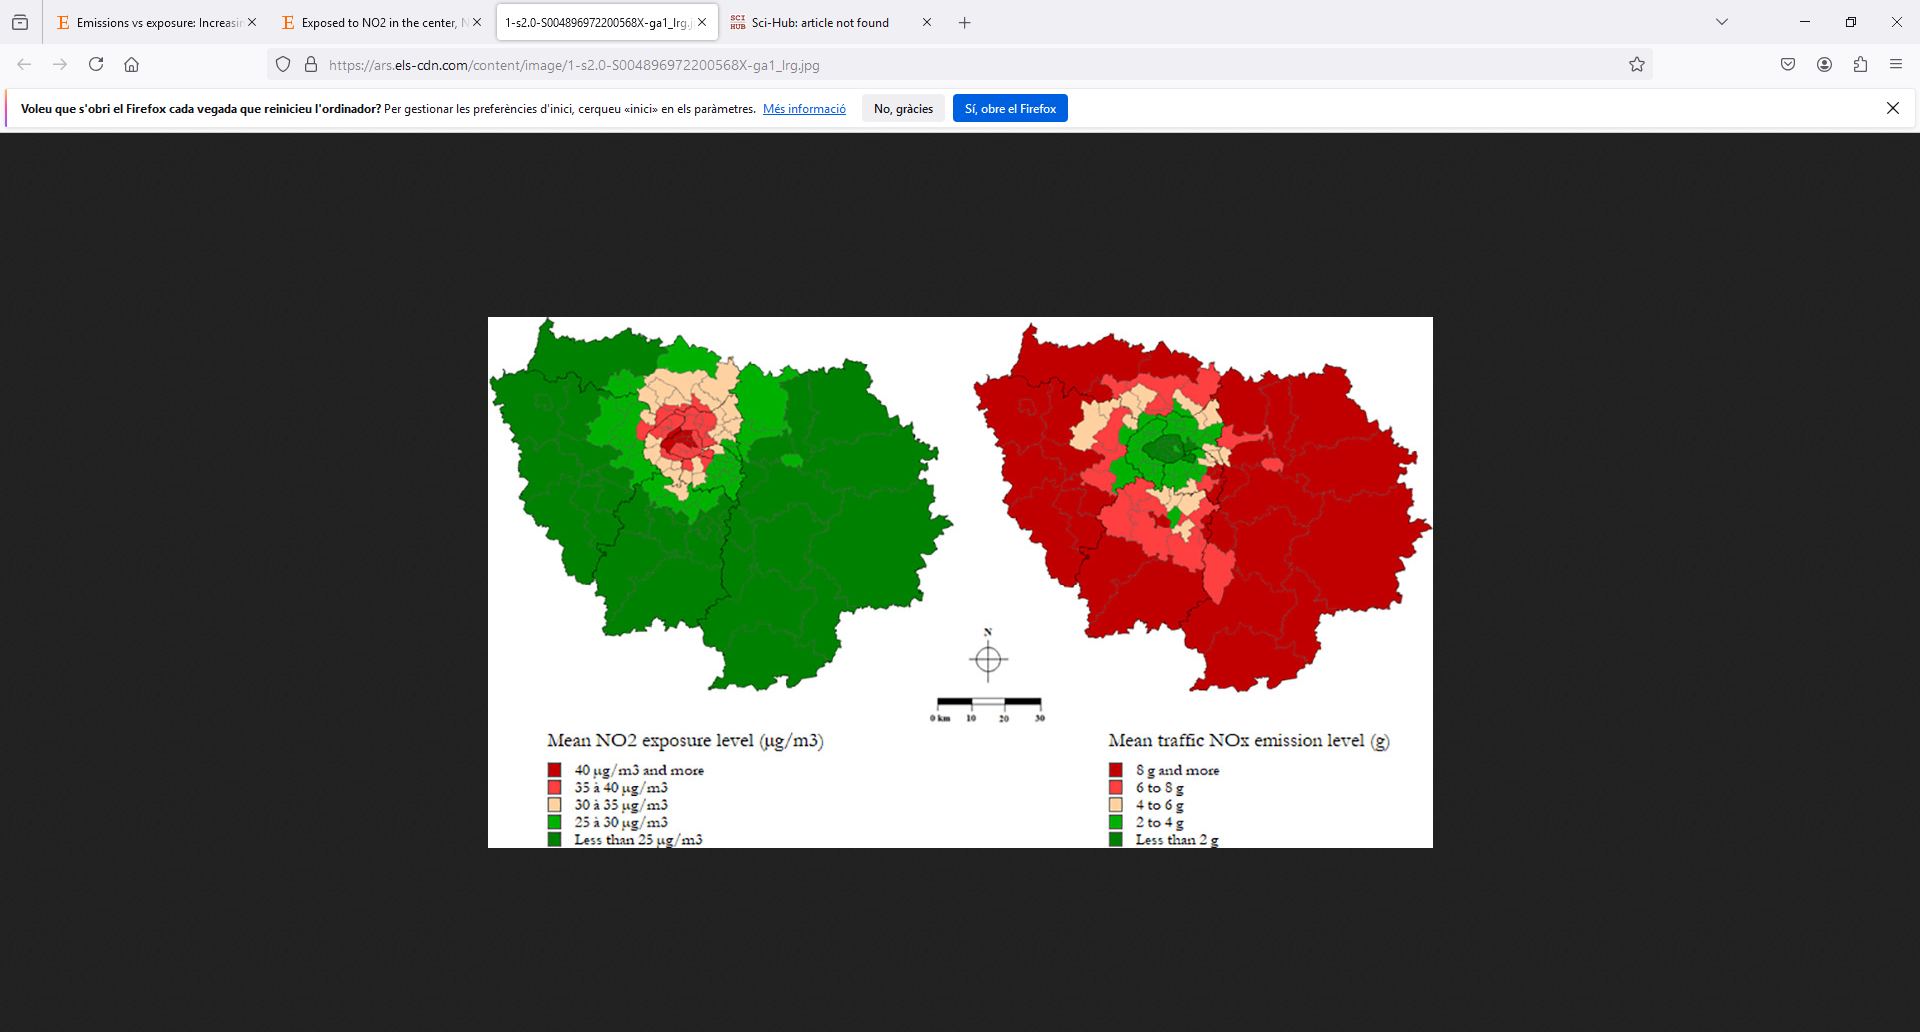 Emissions vs exposure: Increasin
Exposed to NO2 in the center, N
1-s2.0-S004896972200568X-ga1_lrg.j
SCI HUB
Sci-Hub: article not found
https://ars.els-cdn.com/content/image/1-s2.0-S004896972200568X-ga1_lrg.jpg
Voleu que s'obri el Firefox cada vegada que reinicieu l'ordinador? Per gestionar les preferències d'inici, cerqueu «inici» en els paràmetres. Més informació
No, gràcies
Sí, obre el Firefox
N
0 km 10 20 30
Mean NO2 exposure level (µg/m3)
40 µg/m3 and more
35 à 40 µg/m3
30 à 35 µg/m3
25 à 30 µg/m3
Less than 25 µg/m3
Mean traffic NOx emission level (g)
8 g and more
6 to 8 g
4 to 6 g
2 to 4 g
Less than 2 g